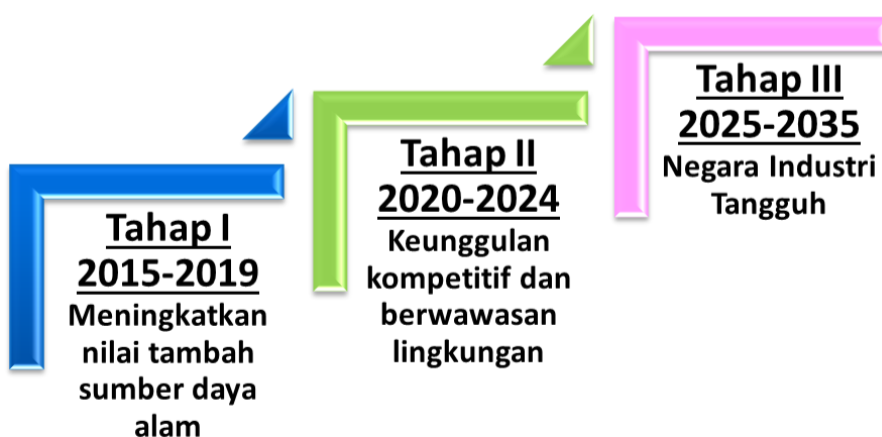 Tahap I
2015-2019
Meningkatkan
nilai tambah
sumber daya
alam
Tahap II
2020-2024
Keunggulan
kompetitif dan
berwawasan
lingkungan
Tahap III
2025-2035
Negara Industri
Tangguh